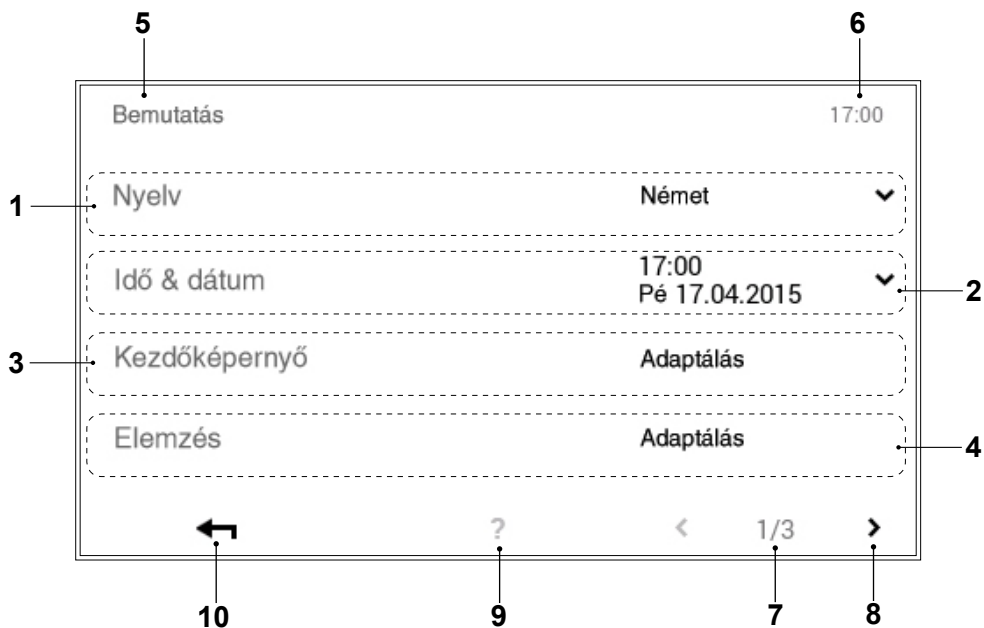 5 6
Bemutatás 17:00
1 Nyelv Német
Idő & dátum 17:00
Pé 17.04.2015 2
3 Kezdőképernyő Adaptálás
Elemzés Adaptálás 4
? < 1/3 >
10 9 7 8